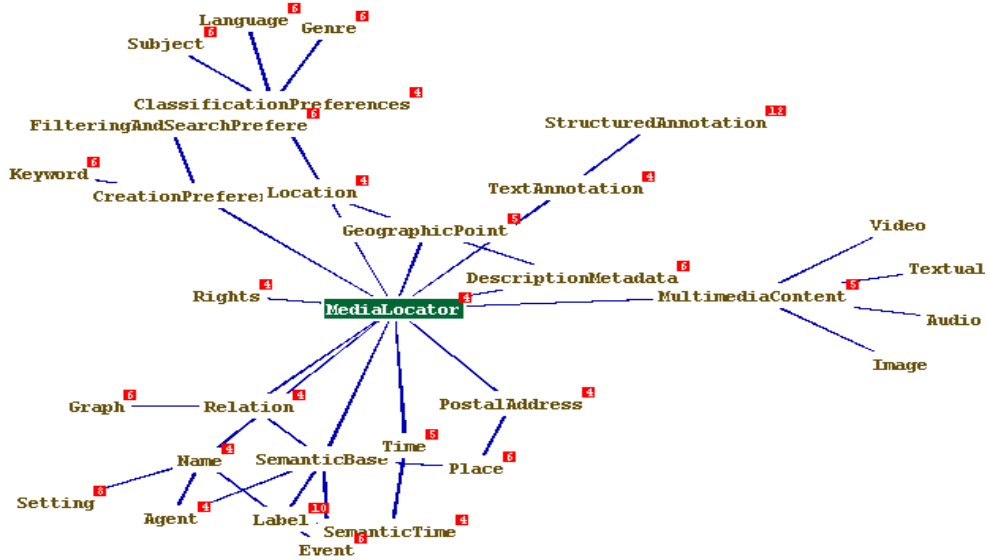 Language 6
Genre 6
Subject 6
ClassificationPreferences 4
FilteringAndSearchPrefere 6
StructuredAnnotation 12
Keyword 6
CreationPrefere
Location 4
TextAnnotation 4
GeographicPoint 5
Video
DescriptionMetadata 6
Textual
Rights 4
MediaLocator 4
MultimediaContent 5
Audio
Image
Graph 6
Relation 4
PostalAddress 4
Time 5
Name 4
SemanticBase
Place 6
Setting 8
Agent 4
Label 10
SemanticTime 4
Event 6